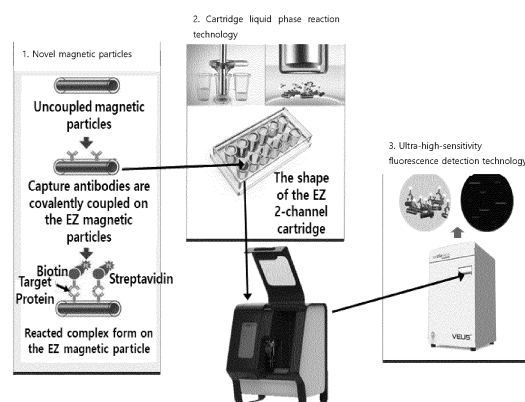 1. Novel magnetic particles
Uncoupled magnetic
particles
Capture antibodies are
covalently coupled on
the EZ magnetic
particles
Biotin
Streptavidin
Target
Protein
Reacted complex form on
the EZ magnetic particle
2. Cartridge liquid phase reaction
technology
The shape
of the EZ
2-channel
cartridge
3. Ultra-high-sensitivity
fluorescence detection technology
VEUS